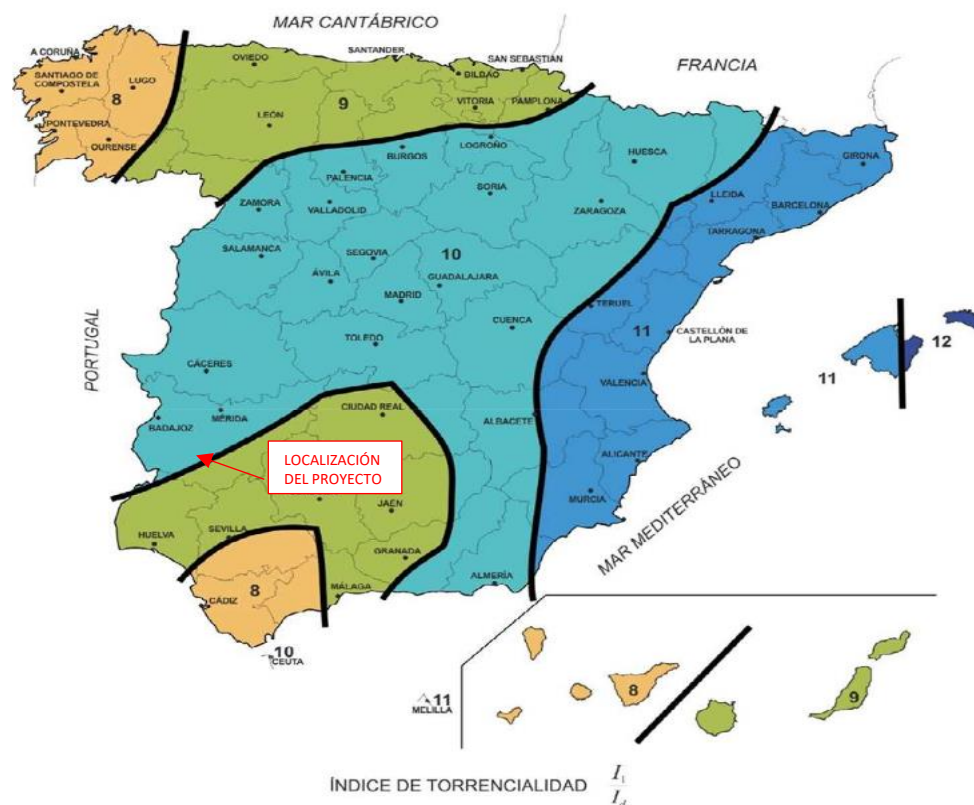 MAR CANTÁBRICO
A CORUÑA
SANTIAGO DE
COMPOSTELA
LUGO
8
PONTEVEDRA
OURENSE
OVIEDO
SANTANDER
SAN SEBASTIÁN
BILBAO
FRANCIA
LEÓN
9
VITORIA
PAMPLONA
LOGROÑO
BURGOS
HUESCA
GIRONA
PALENCIA
SORIA
LLEIDA
ZAMORA
VALLADOLID
ZARAGOZA
BARCELONA
TARRAGONA
SALAMANCA
SEGOVIA
10
ÁVILA
GUADALAJARA
MADRID
TERUEL
PORTUGAL
CUENCA
11
CASTELLÓN DE
LA PLANA
TOLEDO
12
CÁCERES
11
VALENCIA
MÉRIDA
CIUDAD REAL
ALBACETE
BADAJOZ
LOCALIZACIÓN
DEL PROYECTO
ALICANTE
MURCIA
JAÉN
MAR MEDITERRÁNEO
HUELVA
SEVILLA
GRANADA
ALMERÍA
MÁLAGA
8
CÁDIZ
10
CEUTA
11
MELILLA
8
9
ÍNDICE DE TORRENCIALIDAD I₁
I_d